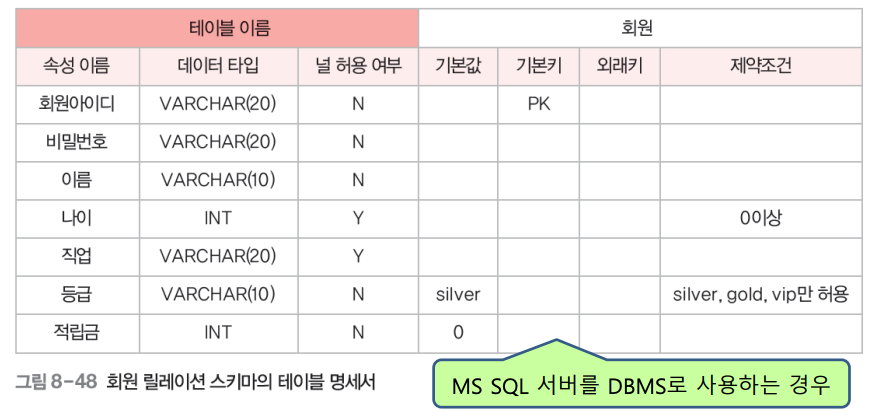 테이블 이름 회원
속성 이름 데이터 타입 널 허용 여부 기본값 기본키 외래키 제약조건
회원아이디 VARCHAR(20) N PK
비밀번호 VARCHAR(20) N
이름 VARCHAR(10) N
나이 INT Y 0이상
직업 VARCHAR(20) Y
등급 VARCHAR(10) N silver silver, gold, vip만 허용
적립금 INT N 0
그림 8-48 회원 릴레이션 스키마의 테이블 명세서
MS SQL 서버를 DBMS로 사용하는 경우